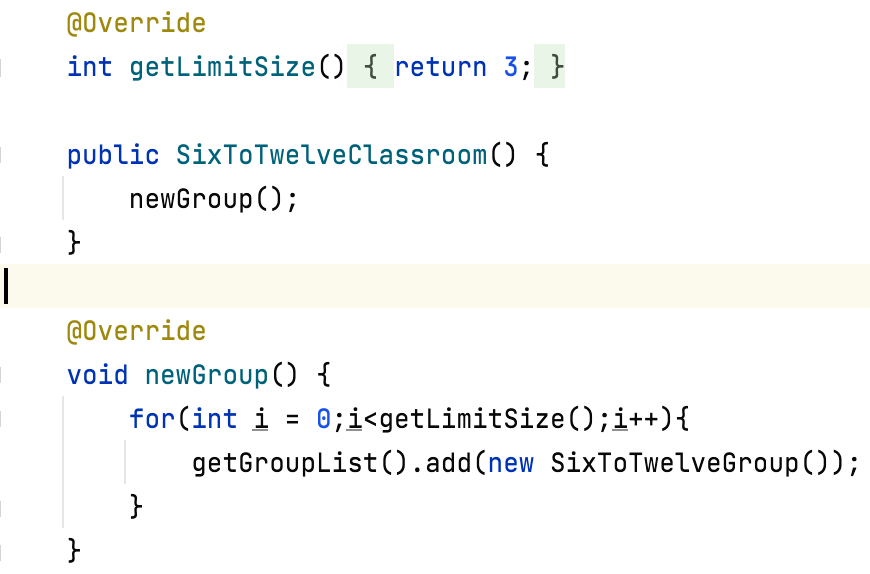 @Override
int getLimitSize() { return 3; }
public SixToTwelveClassroom() {
newGroup();
}
@Override
void newGroup() {
for(int i = 0;i<getLimitSize();i++){
getGroupList().add(new SixToTwelveGroup());
}
}